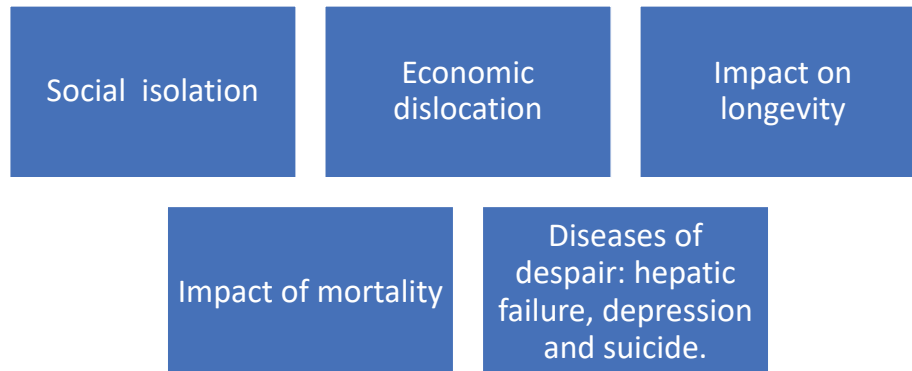 Social  isolation
Economic
dislocation
Impact on
longevity
Impact of mortality
Diseases of
despair: hepatic
failure, depression
and suicide.